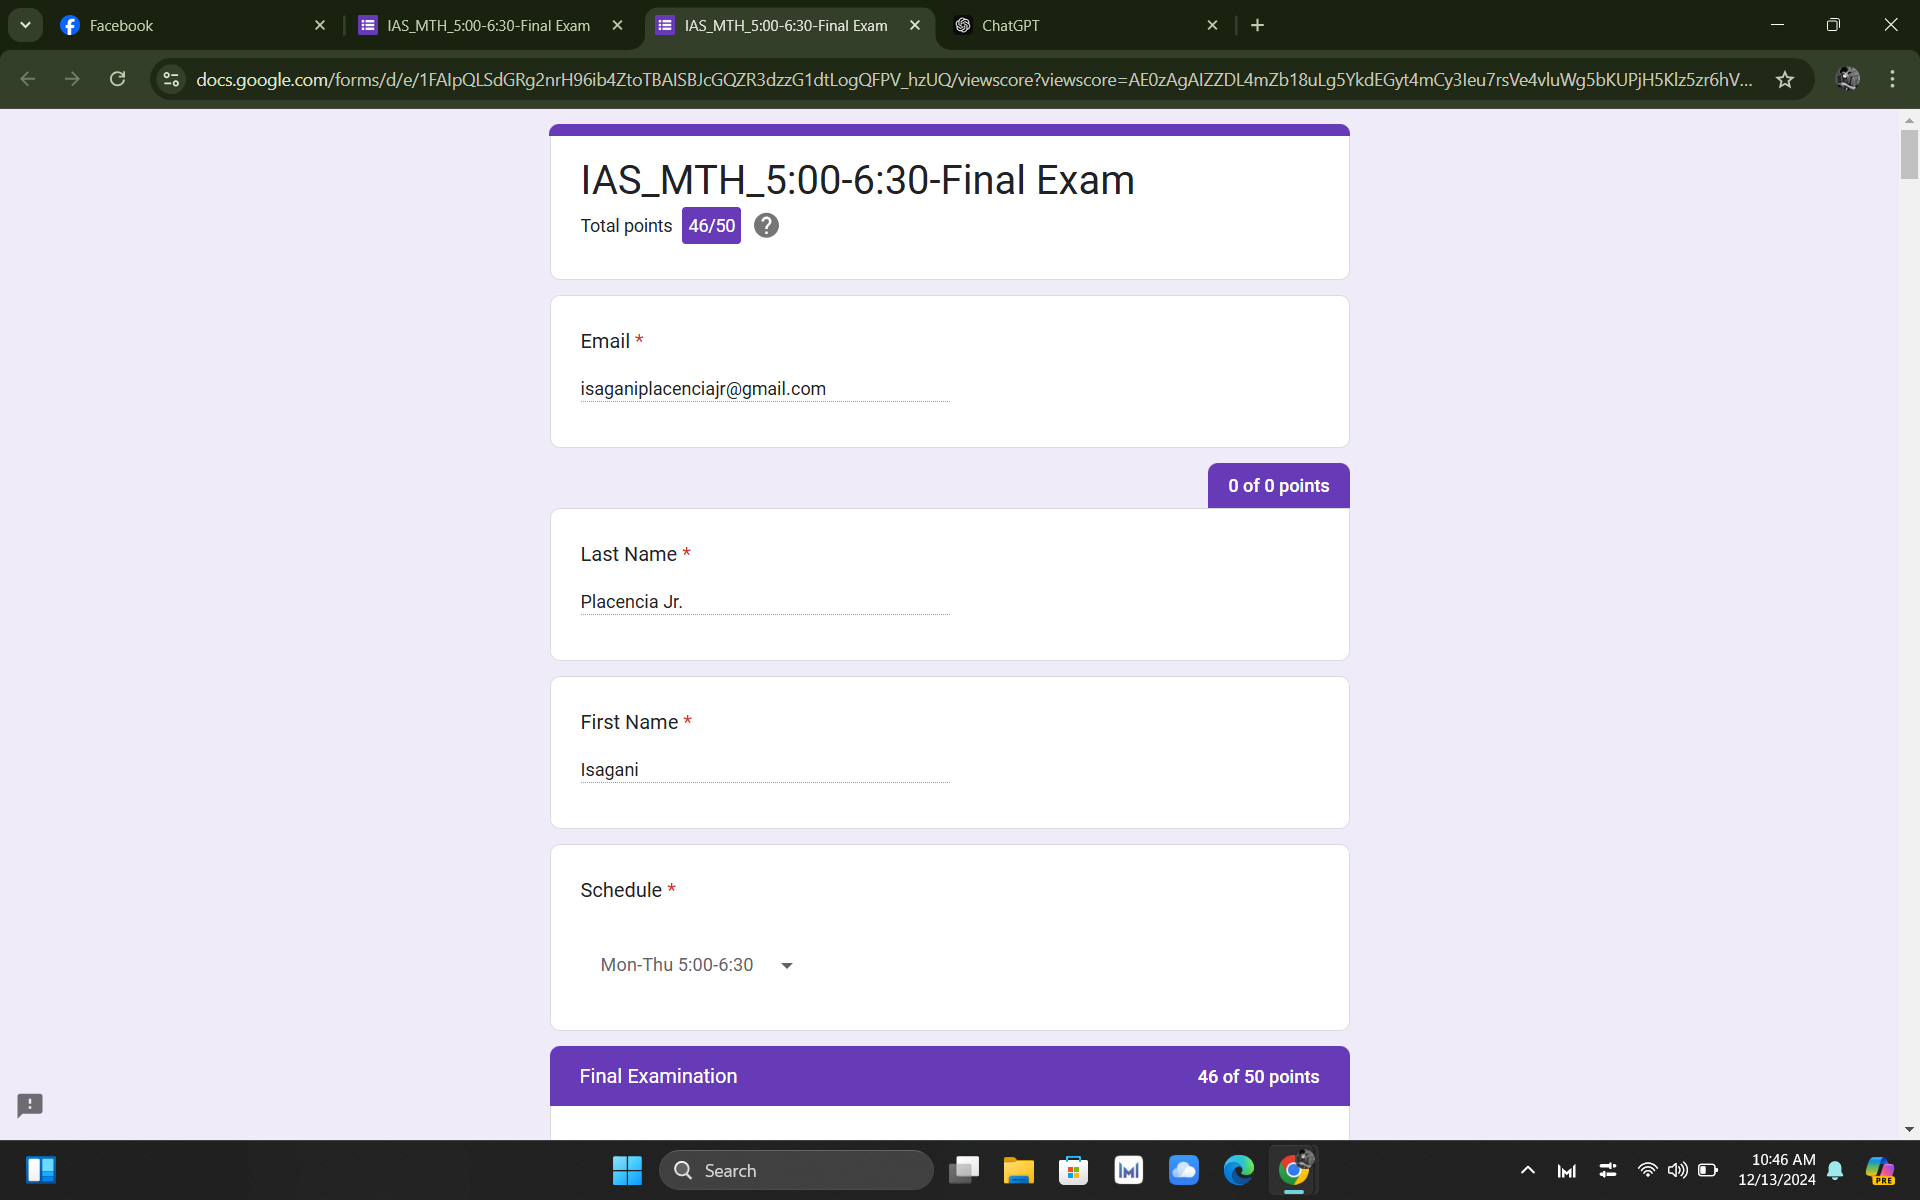 Facebook
IAS_MTH_5:00-6:30-Final Exam
IAS_MTH_5:00-6:30-Final Exam
ChatGPT
docs.google.com/forms/d/e/1FAIpQLSdGRg2nrH96ib4ZtoTBAISBJcGQZR3dzzG1dtLogQFPV_hzUQ/viewscore?viewscore=AE0zAgAIZZDL4mZb18uLg5YkdEGyt4mCy3Ieu7rsVe4vluWg5bKUPjH5Klz5zr6hV...
IAS_MTH_5:00-6:30-Final Exam
Total points 46/50
Email *
isaganiplacenciajr@gmail.com
0 of 0 points
Last Name *
Placencia Jr.
First Name *
Isagani
Schedule *
Mon-Thu 5:00-6:30
Final Examination 46 of 50 points
Search
10:46 AM
12/13/2024
PRE